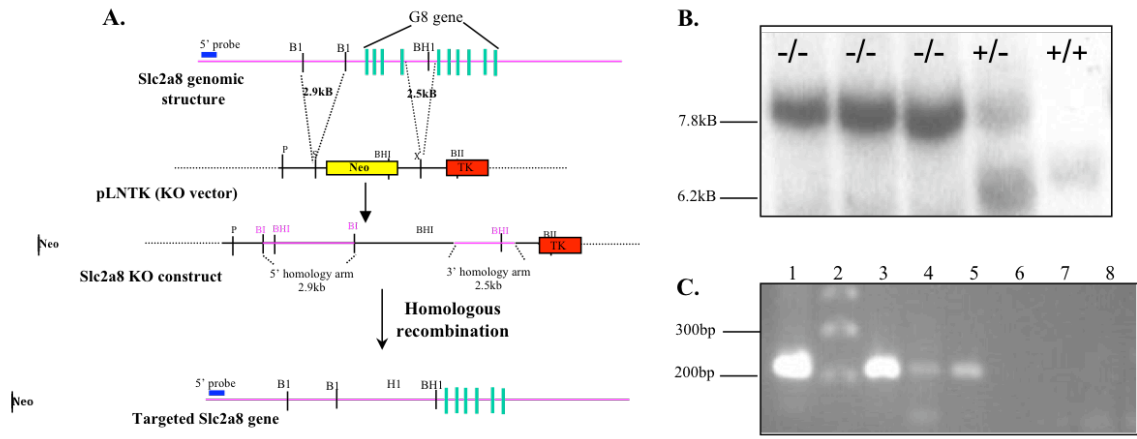 A.
G8 gene
5' probe
B1 B1 BH1
Slc2a8 genomic
structure
2.9kB 2.5kB
P S Neo BHI X BII TK
pLNTK (KO vector)
Neo
P BI BHI BI BHI BHI BII TK
Slc2a8 KO construct
5' homology arm
2.9kb
3' homology arm
2.5kb
Homologous
recombination
Neo
5' probe
B1 B1 H1 BH1
Targeted Slc2a8 gene
B.
-/- -/- -/- +/- +/+
7.8kB
6.2kB
C.
1 2 3 4 5 6 7 8
300bp
200bp